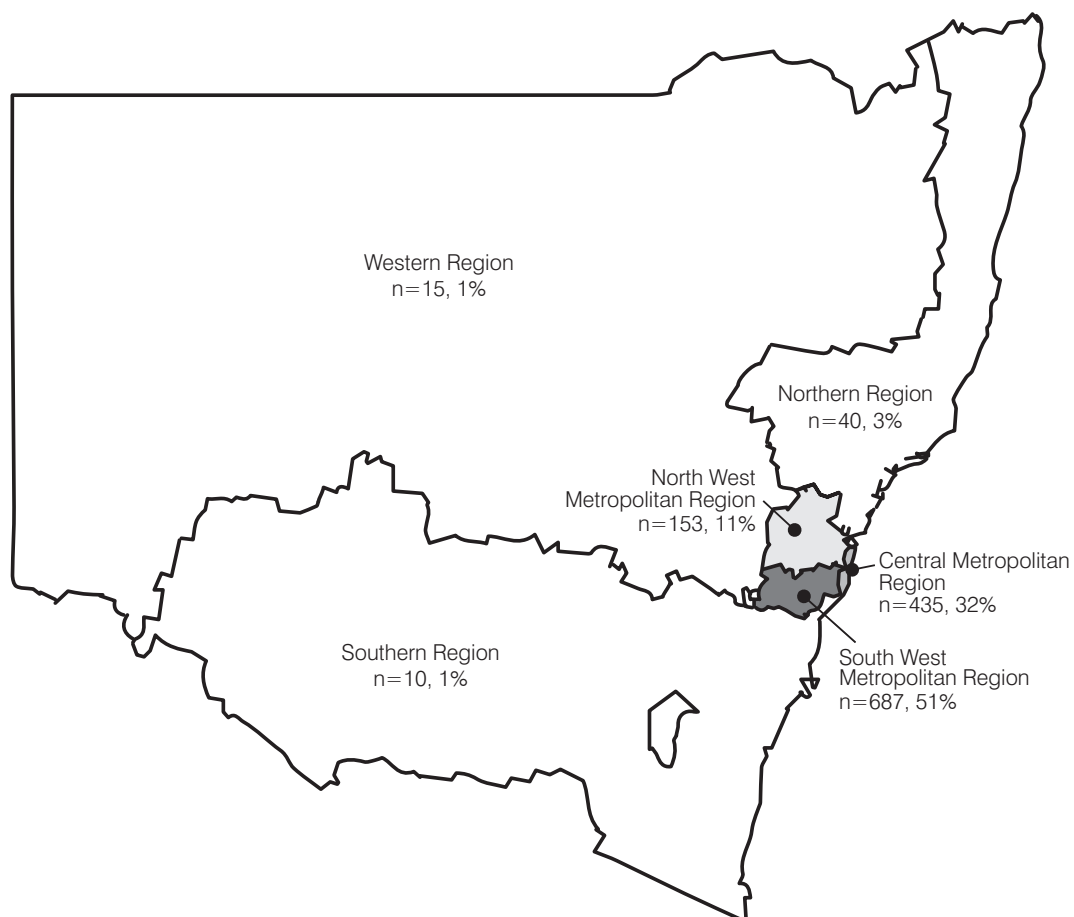 Western Region
n=15, 1%
Northern Region
n=40, 3%
North West
Metropolitan Region
n=153, 11%
Central Metropolitan
Region
n=435, 32%
South West
Metropolitan Region
n=687, 51%
Southern Region
n=10, 1%